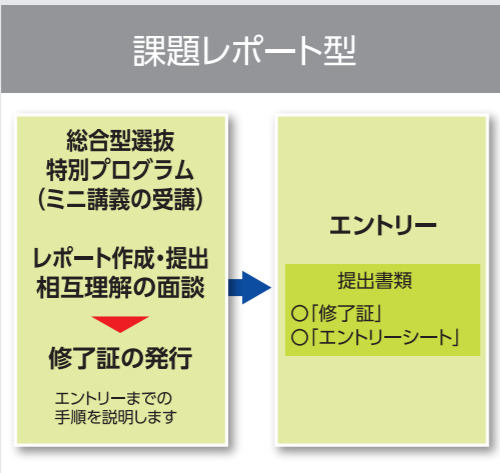 課題レポート型
総合型選抜
特別プログラム
(ミニ講義の受講)
レポート作成・提出
相互理解の面談
修了証の発行
エントリーまでの
手順を説明します
エントリー
提出書類
○「修了証」
○「エントリーシート」